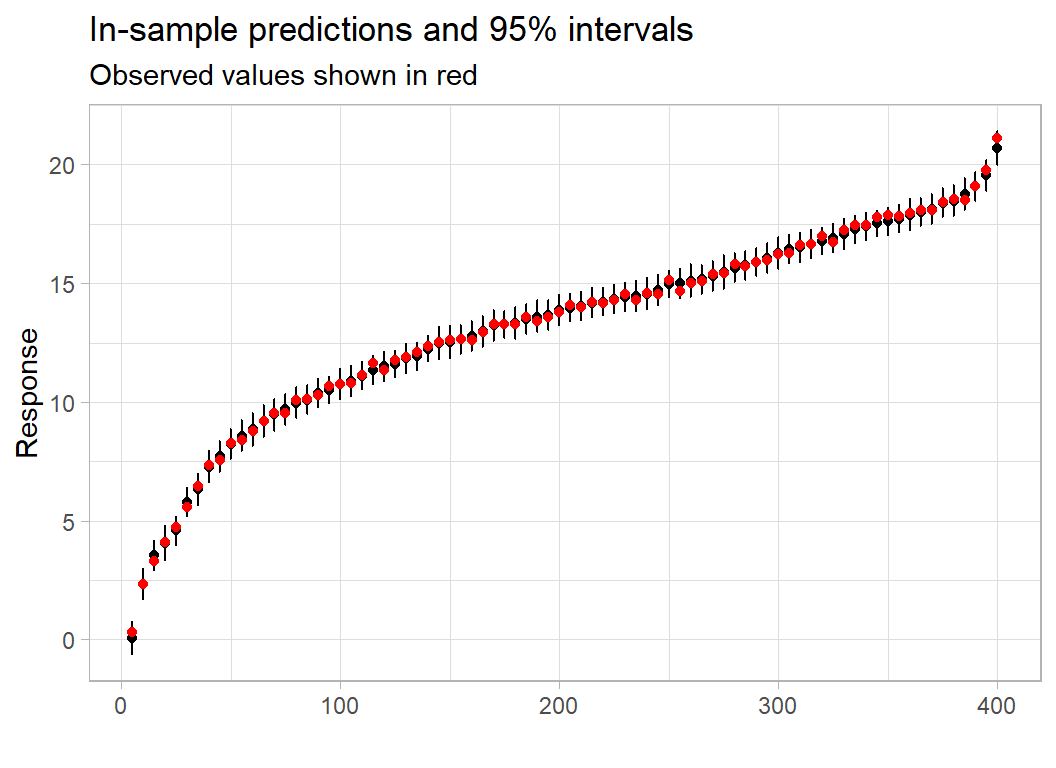 In-sample predictions and 95% intervals
Observed values shown in red
Response
20
15
10
5
0
0 100 200 300 400